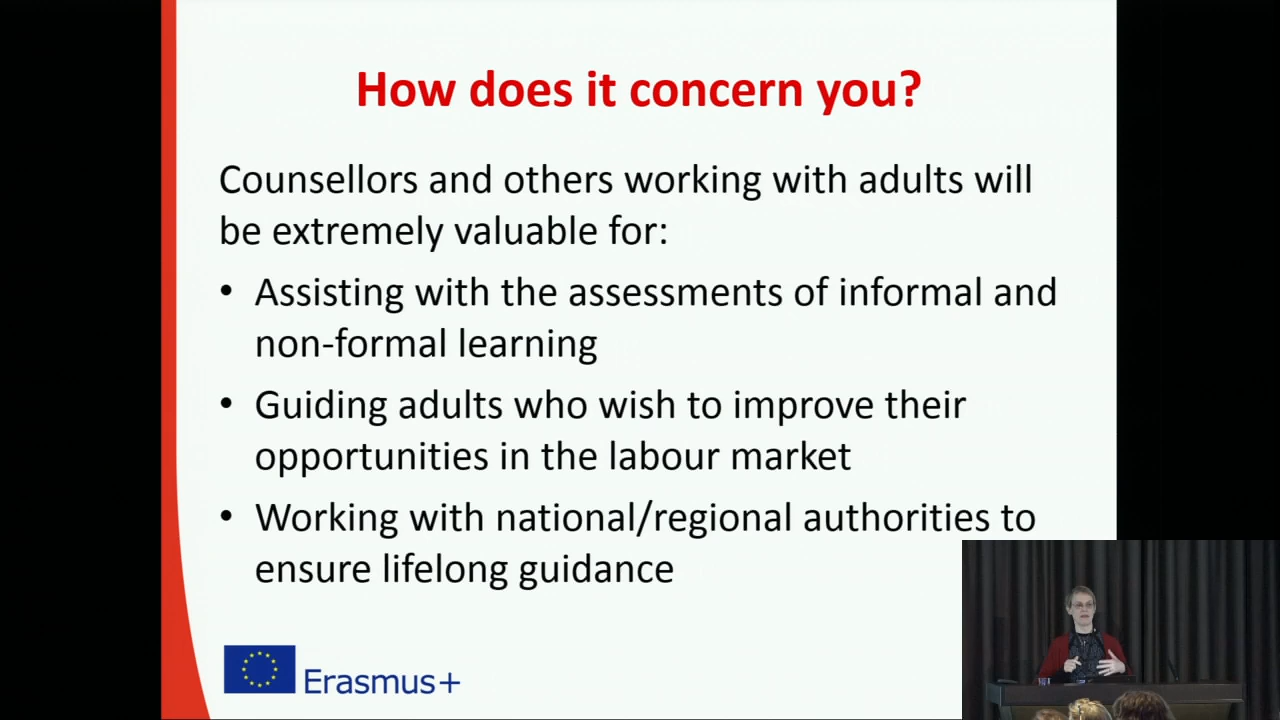 How does it concern you?
Counsellors and others working with adults will
be extremely valuable for:
• Assisting with the assessments of informal and
non-formal learning
• Guiding adults who wish to improve their
opportunities in the labour market
• Working with national/regional authorities to
ensure lifelong guidance
Erasmus+